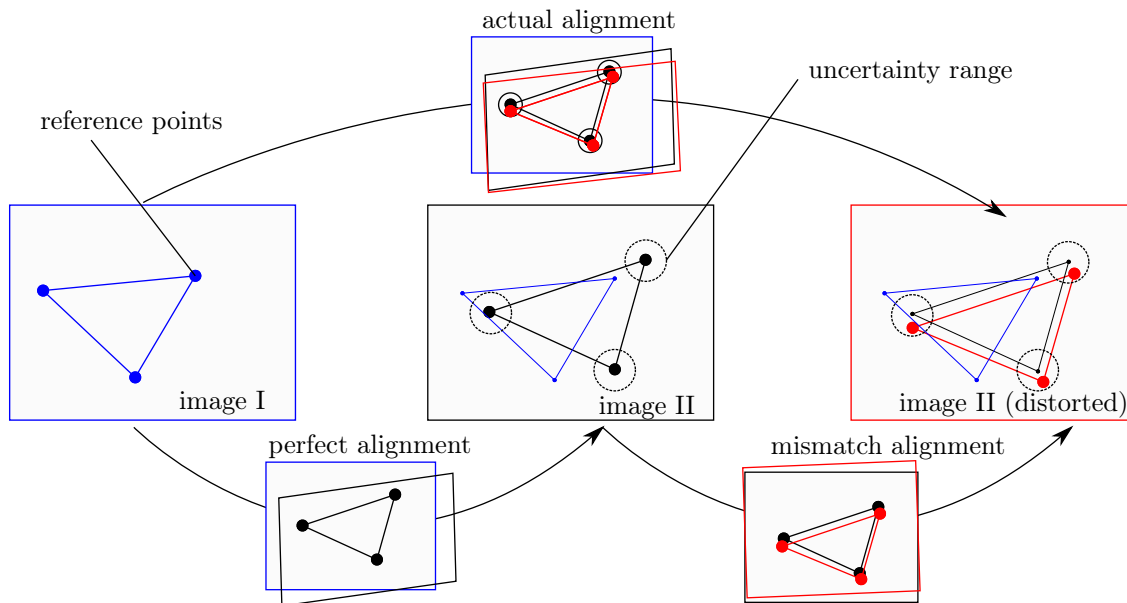 actual alignment
uncertainty range
reference points
image I
image II
image II (distorted)
perfect alignment
mismatch alignment